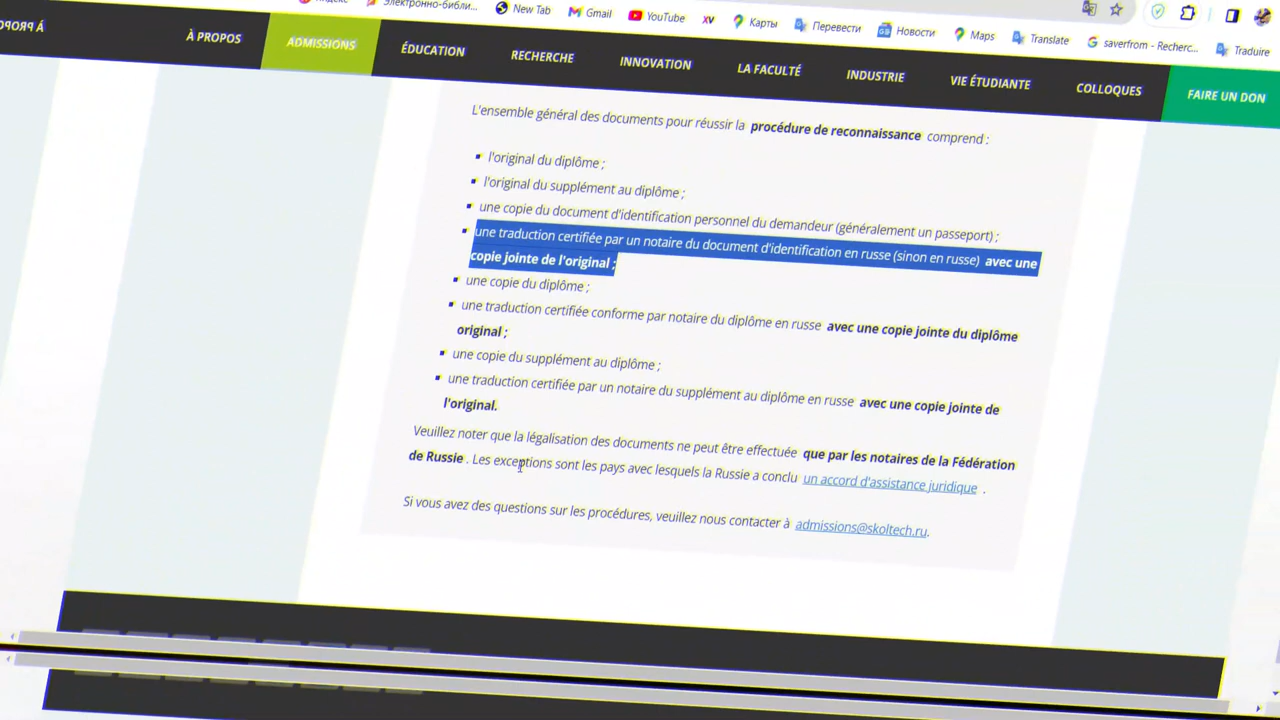 Электронно-библи...
New Tab
Gmail
YouTube
XV
Карты
Перевести
Новости
Maps
Translate
saverfrom - Recherc...
Traduire
À PROPOS
ADMISSIONS
ÉDUCATION
RECHERCHE
INNOVATION
LA FACULTÉ
INDUSTRIE
VIE ÉTUDIANTE
COLLOQUES
FAIRE UN DON
L'ensemble général des documents pour réussir la procédure de reconnaissance comprend :
l'original du diplôme ;
l'original du supplément au diplôme ;
une copie du document d'identification personnel du demandeur (généralement un passeport) ;
une traduction certifiée par un notaire du document d'identification en russe (sinon en russe) avec une
copie jointe de l'original ;
une copie du diplôme ;
une traduction certifiée conforme par notaire du diplôme en russe avec une copie jointe du diplôme
original ;
une copie du supplément au diplôme ;
une traduction certifiée par un notaire du supplément au diplôme en russe avec une copie jointe de
l'original.
Veuillez noter que la légalisation des documents ne peut être effectuée que par les notaires de la Fédération
de Russie . Les exceptions sont les pays avec lesquels la Russie a conclu un accord d'assistance juridique .
Si vous avez des questions sur les procédures, veuillez nous contacter à admissions@skoltech.ru.